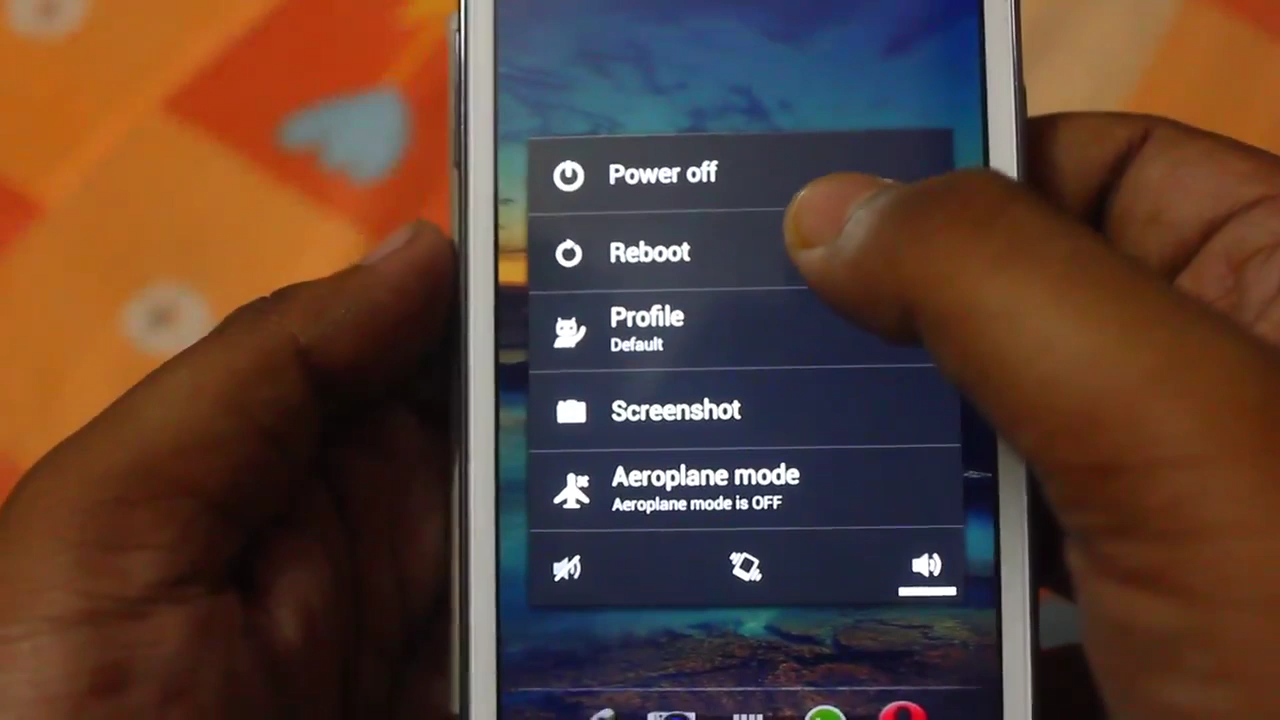 Power off
Reboot
Profile
Default
Screenshot
Aeroplane mode
Aeroplane mode is OFF